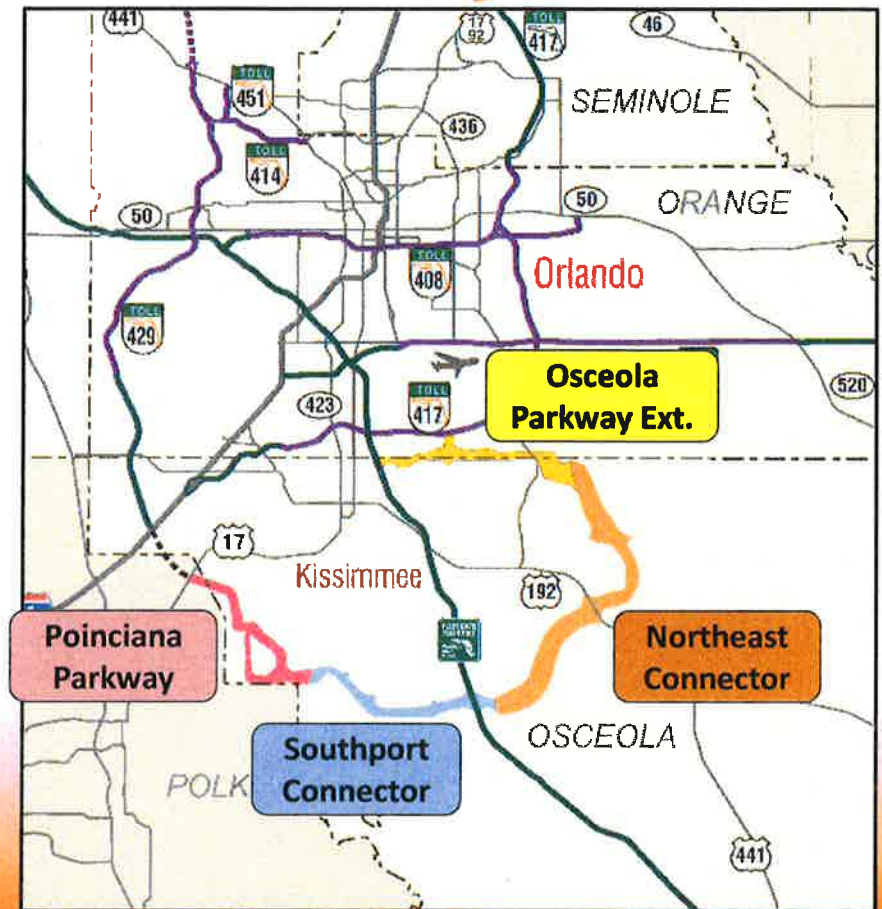 441
17
92
TOLL
417
46
TOLL
451
SEMINOLE
436
TOLL
414
ORANGE
50
50
TOLL
408
Orlando
TOLL
429
Osceola
Parkway Ext.
520
423
TOLL
417
17
Kissimmee
192
Poinciana
Parkway
Northeast
Connector
Southport
Connector
OSCEOLA
POLK
441